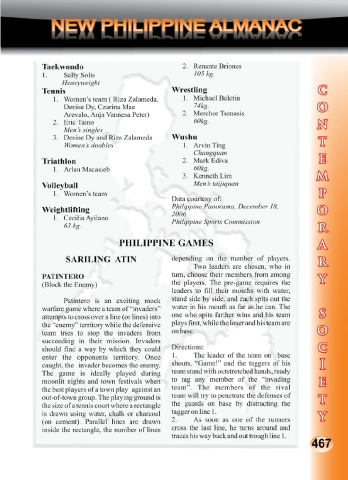 NEW PHILIPPINE ALMANAC
Taekwondo
1. Sally Solis
Heavyweight
Tennis
1. Women's team ( Riza Zalameda,
Denise Dy, Czarina Mae
Arevalo, Anja Vannesa Peter)
2. Eric Taino
Men's singles
3. Denise Dy and Riza Zalameda
Women's doubles
Triathlon
1. Arlan Macasieb
Volleyball
1. Women's team
Weightlifting
1. Cecilia Ayilano
63 kg.
2. Renante Briones
105 kg.
Wrestling
1. Michael Baletin
74kg.
2. Merchor Tumasis
60kg.
Wushu
1. Arvin Ting
Changquan
2. Mark Ediva
60kg.
3. Kenneth Lim
Men's taijuquan
Data courtesy of:
Philippine Panorama, December 18,
2006
Philippine Sports Commission
PHILIPPINE GAMES
SARILING ATIN
PATINTERO
(Block the Enemy)
Patintero is an exciting mock
warfare game where a team of "invaders"
attempts to cross over a line (or lines) into
the "enemy" territory while the defensive
team tries to stop the invaders from
succeeding in their mission. Invaders
should find a way by which they could
enter the opponents territory. Once
caught, the invader becomes the enemy.
The game is ideally played during
moonlit nights and town festivals when
the best players of a town play against an
out-of-town group. The playing ground is
the size of a tennis court where a rectangle
is drawn using water, chalk or charcoal
(on cement). Parallel lines are drawn
inside the rectangle, the number of lines
depending on the number of players.
Two leaders are chosen, who in
turn, choose their members from among
the players. The pre-game requires the
leaders to fill their mouths with water,
stand side by side, and each spits out the
water in his mouth as far as he can. The
one who spits farther wins and his team
plays first, while the loser and his team are
on base.
Directions:
1. The leader of the team on base
shouts, "Game!" and the taggers of his
team stand with outstretched hands, ready
to tag any member of the "invading
team". The members of the rival
team will try to penetrate the defenses of
the guards on base by distracting the
tagger on line 1.
2. As soon as one of the runners
cross the last line, he turns around and
traces his way back and out trough line 1.
CONTEMPORARY SOCIETY
467